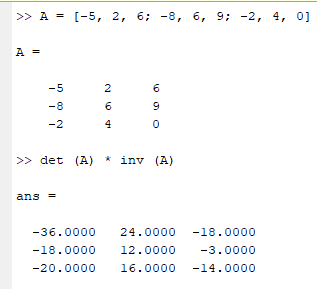 >> A = [-5, 2, 6; -8, 6, 9; -2, 4, 0]
A =
-5 2 6
-8 6 9
-2 4 0
>> det (A) * inv (A)
ans =
-36.0000 24.0000 -18.0000
-18.0000 12.0000 -3.0000
-20.0000 16.0000 -14.0000